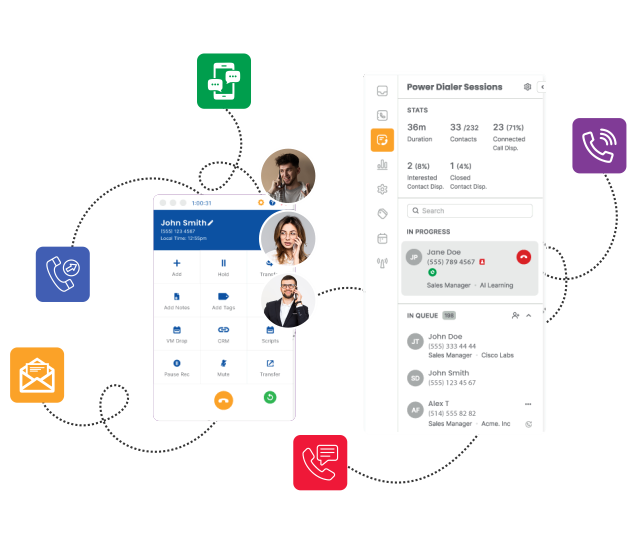 1:00:31
John Smith
(555) 123 4567
Local Time: 12:55pm
Add
Hold
Transfer
Add Notes
Add Tags
VM Drop
CRM
Scripts
Pause Rec
Mute
Transfer
Power Dialer Sessions
STATS
36m
33 /232
23 (71%)
Duration
Contacts
Connected
Call Disp.
2 (8%)
1 (4%)
Interested
Closed
Contact Disp.
Contact Disp.
Search
IN PROGRESS
JP
Jane Doe
(555) 789 4567
Sales Manager · AI Learning
IN QUEUE 198
JT
John Doe
(555) 333 44 44
Sales Manager · Cisco Labs
SD
John Smith
(555) 123 45 67
AF
Alex T
(514) 555 82 82
Sales Manager · Acme. Inc